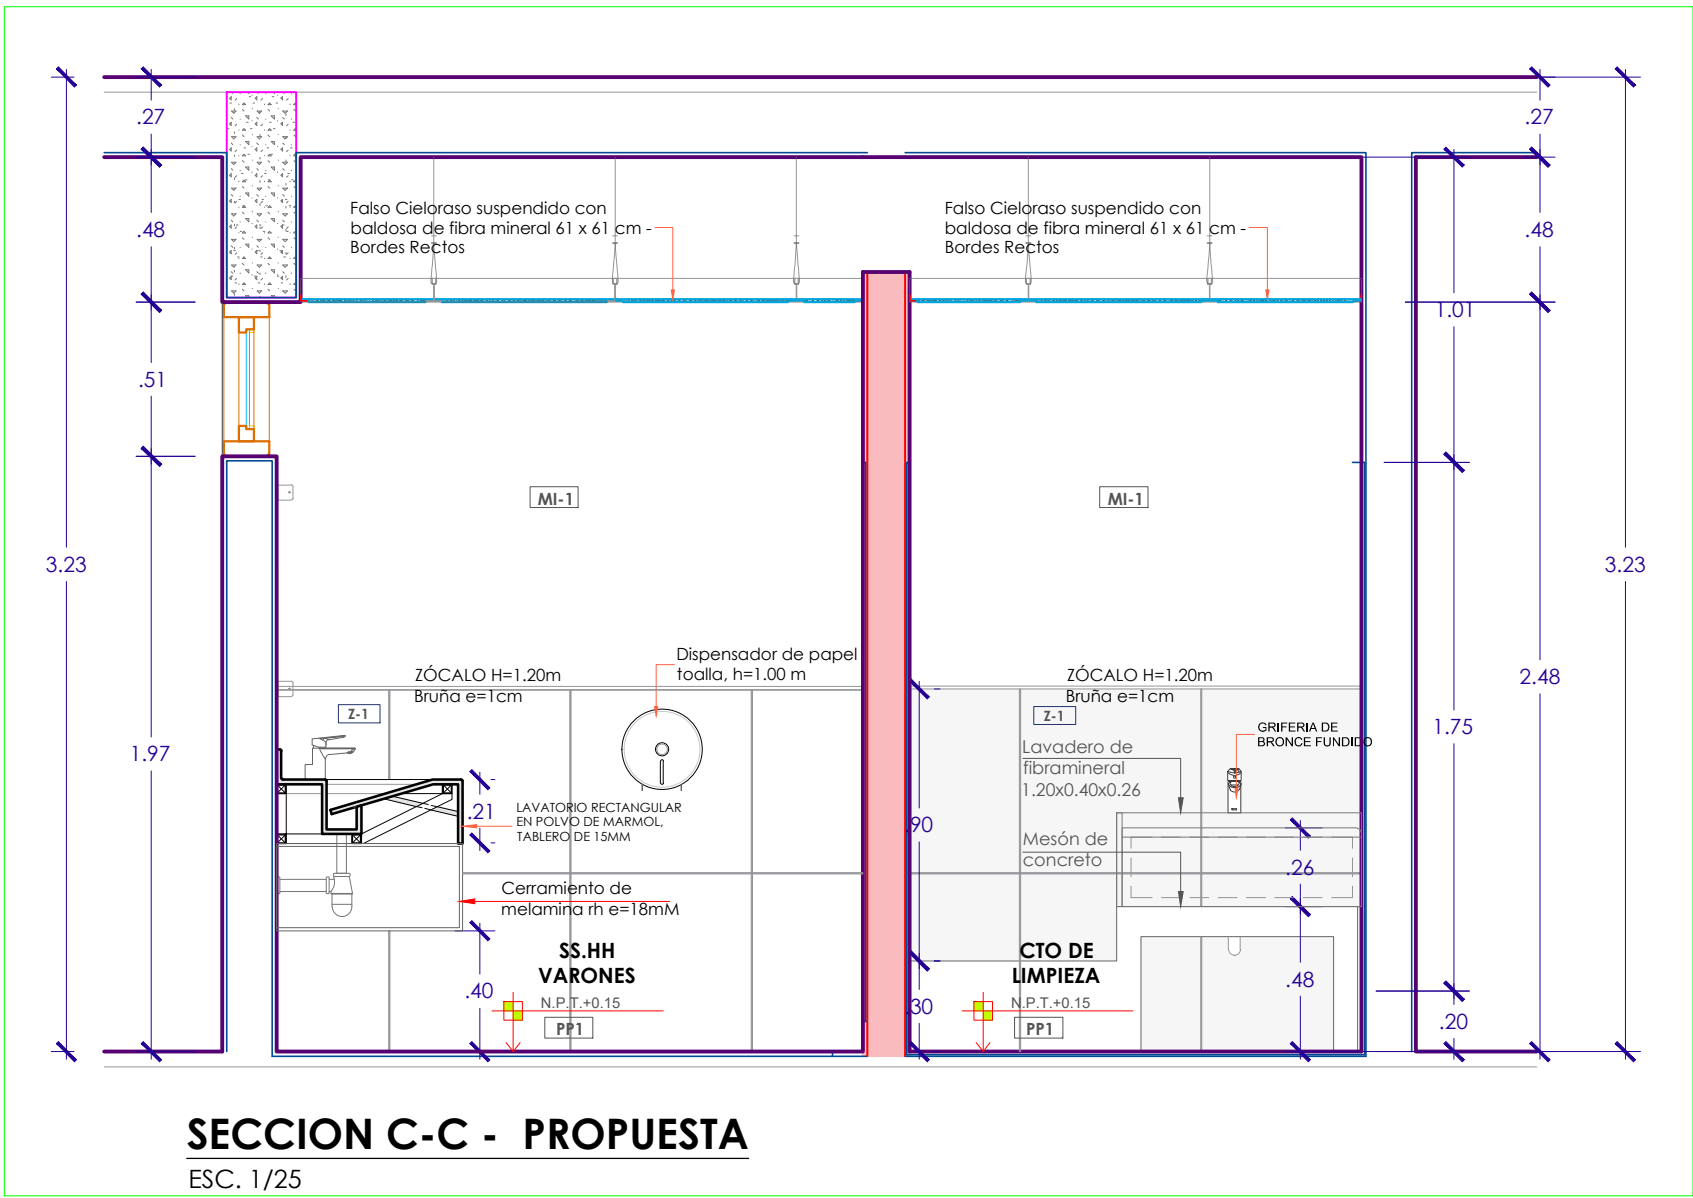 .27
.27
Falso Cieloraso suspendido con
baldosa de fibra mineral 61 x 61 cm -
Bordes Rectos
Falso Cieloraso suspendido con
baldosa de fibra mineral 61 x 61 cm -
Bordes Rectos
.48
.48
1.01
.51
MI-1
MI-1
3.23
3.23
ZÓCALO H=1.20m
Bruña e=1cm
Dispensador de papel
toalla, h=1.00 m
ZÓCALO H=1.20m
Bruña e=1cm
2.48
Z-1
Z-1
GRIFERIA DE
BRONCE FUNDIDO
1.75
1.97
Lavadero de
fibramineral
1.20x0.40x0.26
.21
LAVATORIO RECTANGULAR
EN POLVO DE MARMOL,
TABLERO DE 15MM
.90
Mesón de
concreto
.26
Cerramiento de
melamina rh e=18mM
SS.HH
VARONES
CTO DE
LIMPIEZA
.40
.48
N.P.T.+0.15
PP1
.30
N.P.T.+0.15
PP1
.20
SECCION C-C - PROPUESTA
ESC. 1/25